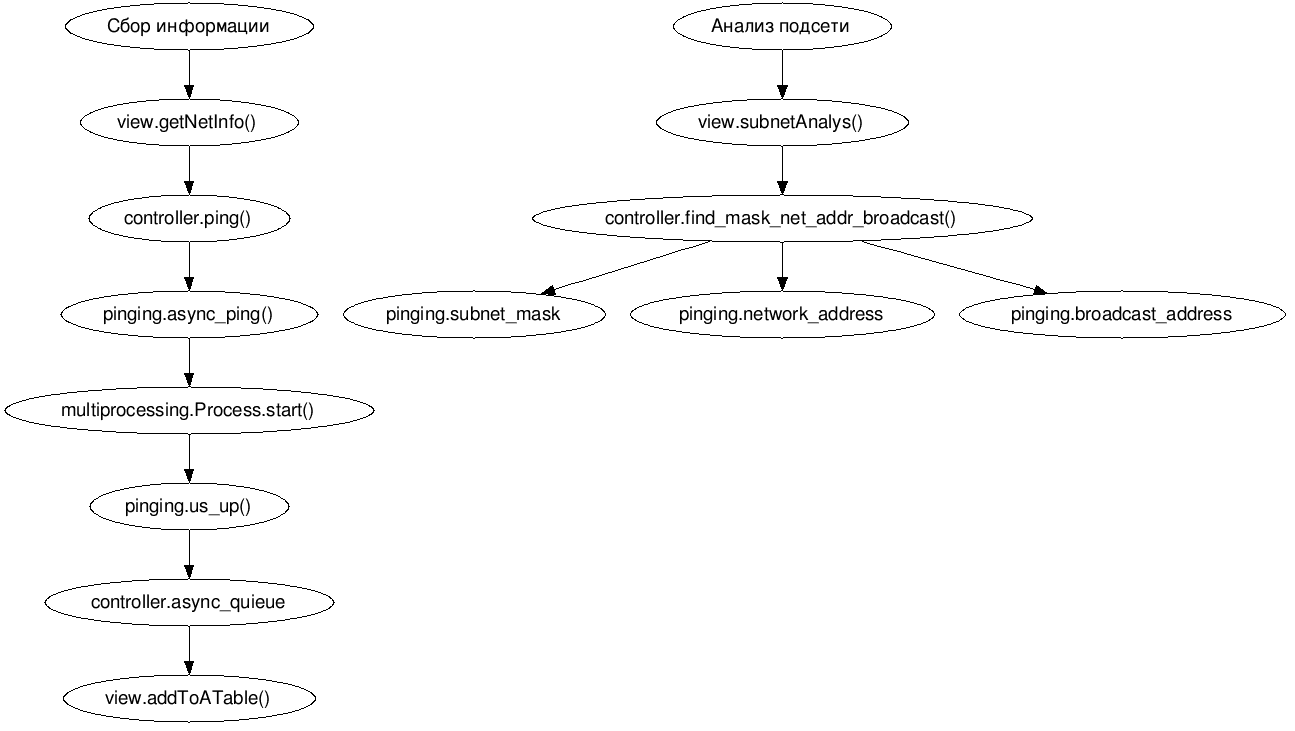 Сбор информации
view.getNetInfo()
controller.ping()
pinging.async_ping()
multiprocessing.Process.start()
pinging.us_up()
controller.async_quieue
view.addToATable()
Анализ подсети
view.subnetAnalys()
controller.find_mask_net_addr_broadcast()
pinging.subnet_mask
pinging.network_address
pinging.broadcast_address